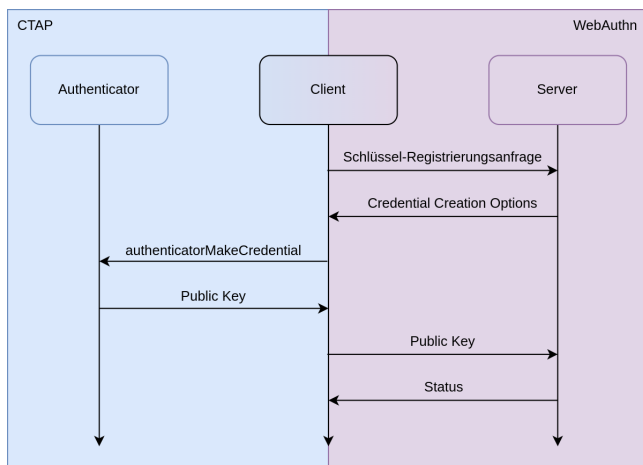 CTAP
WebAuthn
Authenticator
Client
Server
Schlüssel-Registrierungsanfrage
Credential Creation Options
authenticatorMakeCredential
Public Key
Public Key
Status